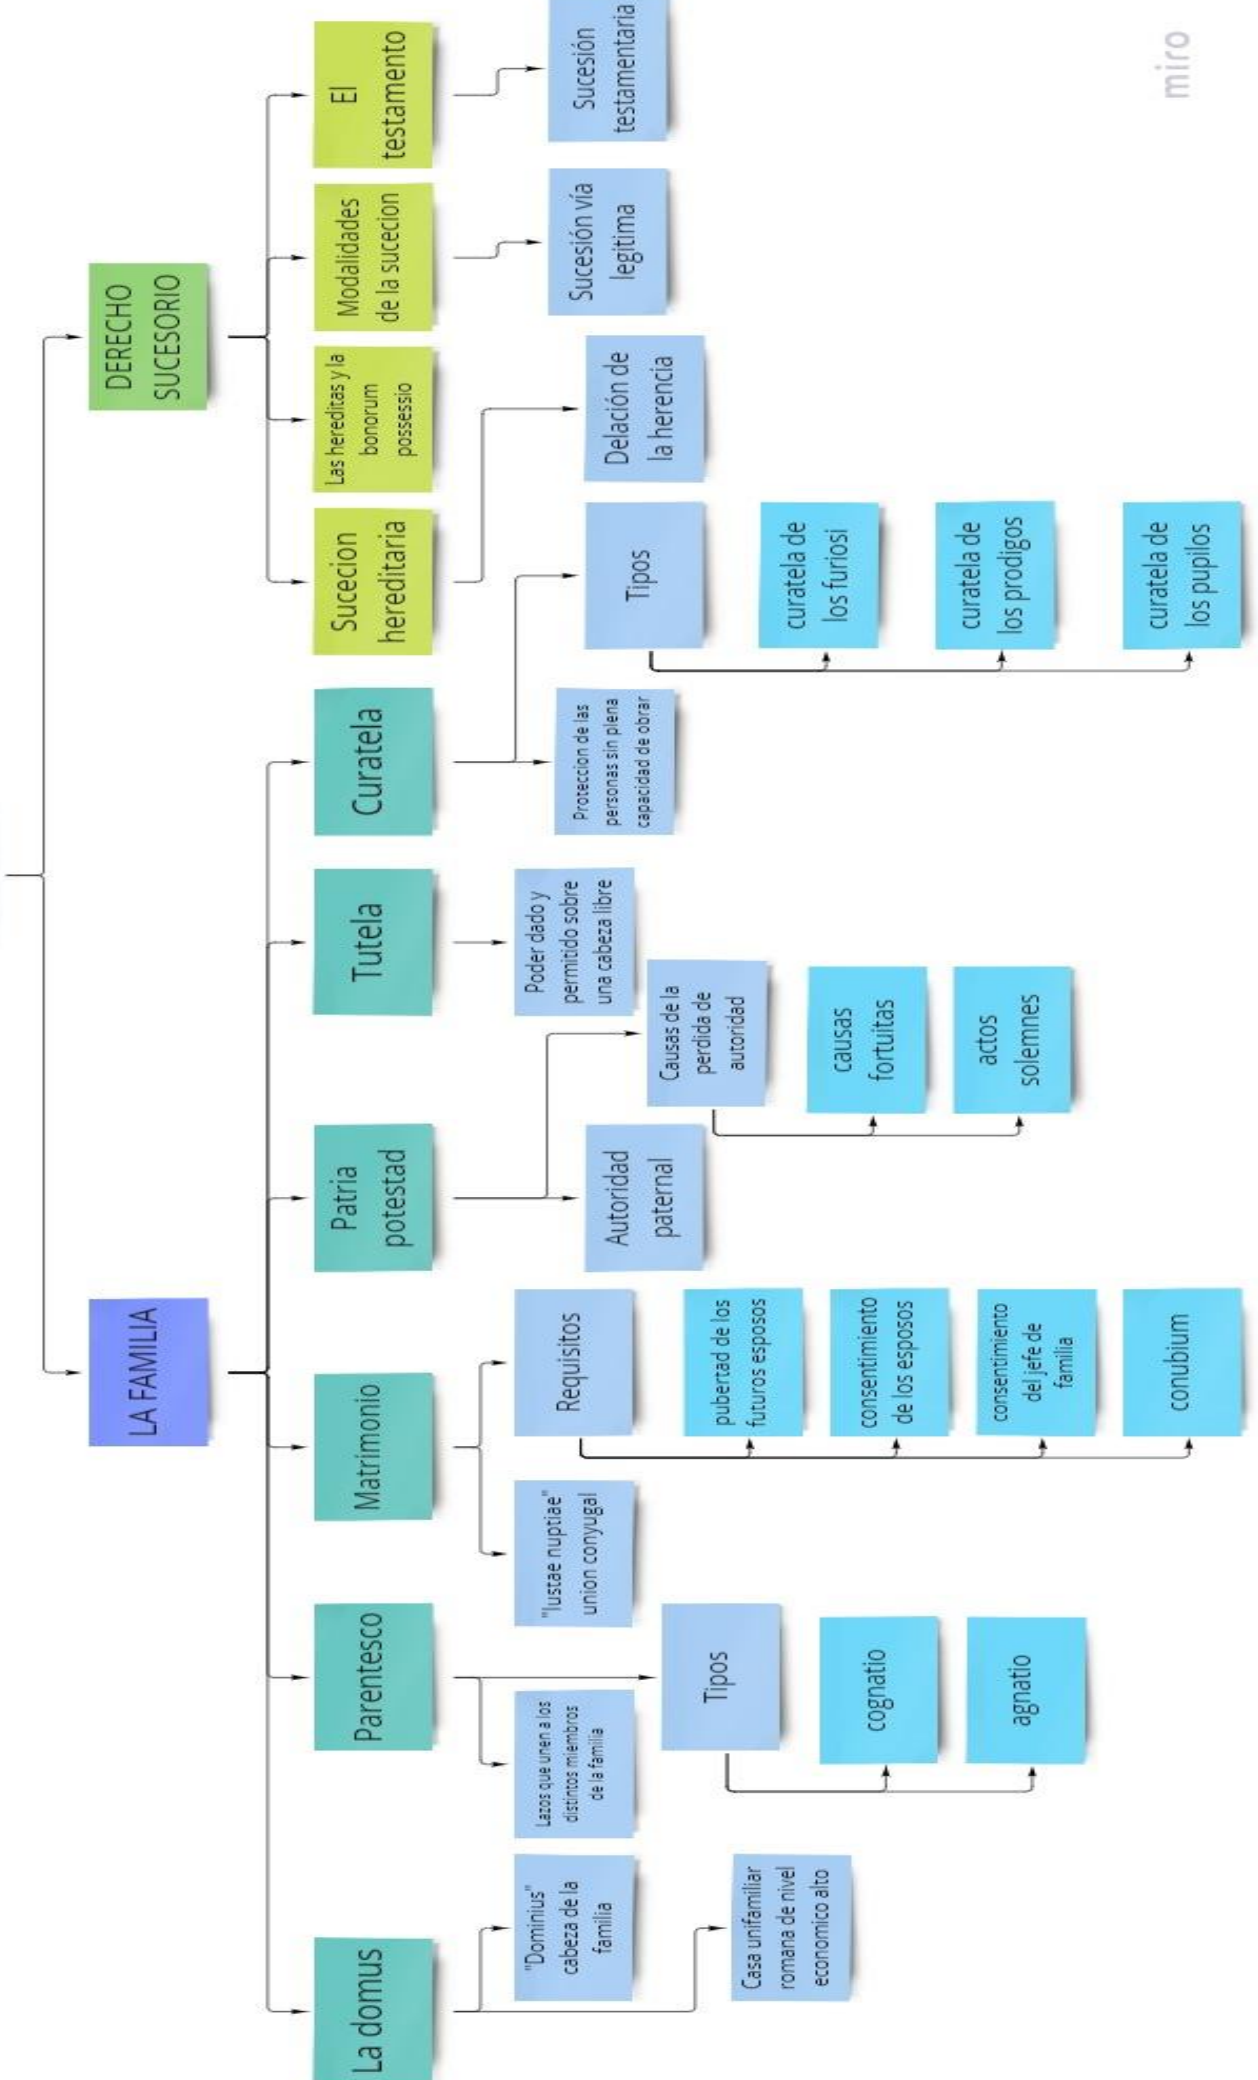 LA FAMILIA
DERECHO
SUCESORIO
La domus
Parentesco
Matrimonio
Patria
potestad
Tutela
Curatela
Sucecion
hereditaria
Las hereditas y la
bonorum
possessio
Modalidades
de la sucecion
El
testamento
"Dominius"
cabeza de la
familia
Casa unifamiliar
romana de nivel
economico alto
Lazos que unen a los
distintos miembros
de la familia
Tipos
cognatio
agnatio
"Iustae nuptiae"
union conyugal
Requisitos
pubertad de los
futuros esposos
consentimiento
de los esposos
consentimiento
del jefe de
familia
conubium
Autoridad
paternal
Causas de la
perdida de
autoridad
causas
fortuitas
actos
solemnes
Poder dado y
permitido sobre
una cabeza libre
Proteccion de las
personas sin plena
capacidad de obrar
Tipos
curatela de
los furiosi
curatela de
los prodigos
curatela de
los pupilos
Delación de
la herencia
Sucesión vía
legitima
Sucesión
testamentaria
miro